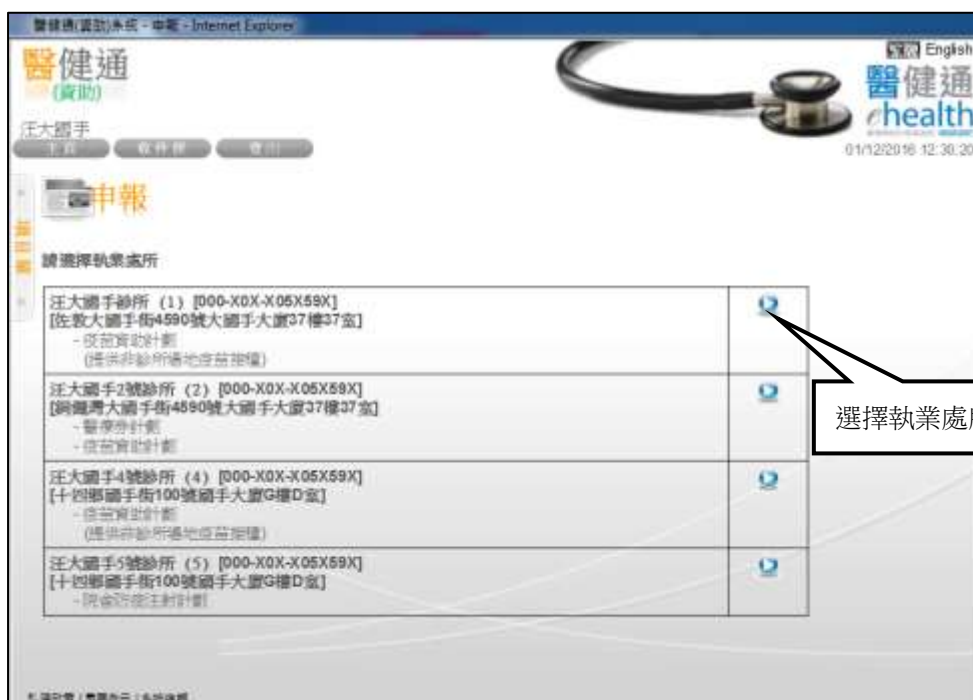 醫健通(資助)系統 - 申報 - Internet Explorer
繁體 English
醫健通
(資助)
醫健通
ehealth
汪大國手
主頁 收件匣 登出
01/12/2016 12:30:20
申報
請選擇執業處所
汪大國手診所 (1) [000-X0X-X05X59X]
[佐敦大國手街4590號大國手大廈37樓37室]
- 疫苗資助計劃
(提供非診所場地疫苗接種)
選擇執業處
汪大國手2號診所 (2) [000-X0X-X05X59X]
[銅鑼灣大國手街4590號大國手大廈37樓37室]
- 醫療券計劃
- 疫苗資助計劃
汪大國手4號診所 (4) [000-X0X-X05X59X]
[十四鄉國手街100號國手大廈G樓D室]
- 疫苗資助計劃
(提供非診所場地疫苗接種)
汪大國手5號診所 (5) [000-X0X-X05X59X]
[十四鄉國手街100號國手大廈G樓D室]
- 院舍防疫注射計劃